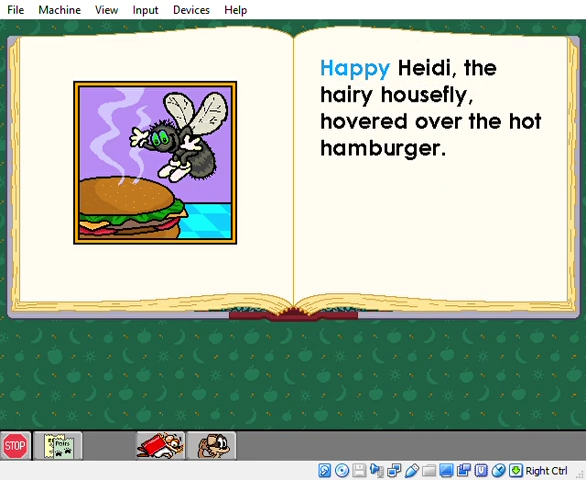 File Machine View Input Devices Help
Happy Heidi, the
hairy housefly,
hovered over the hot
hamburger.
STOP
Pairs
Right Ctrl